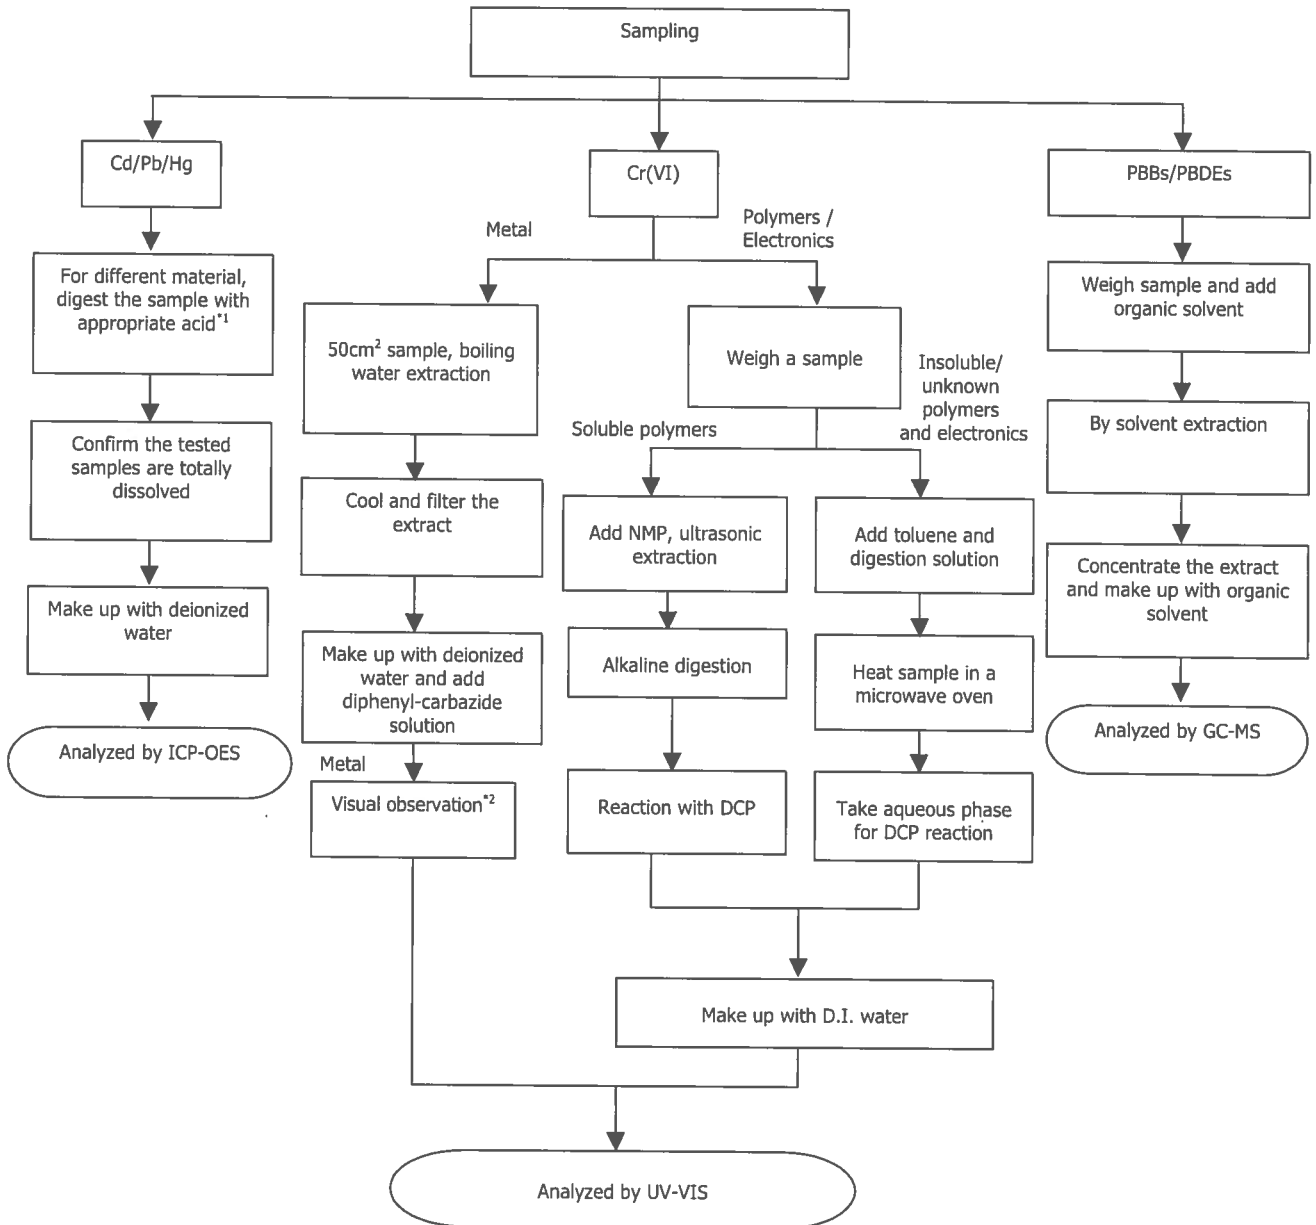 Sampling
Cd/Pb/Hg
Cr(VI)
PBBs/PBDEs
Metal
Polymers /
Electronics
For different material,
digest the sample with
appropriate acid*1
50cm² sample, boiling
water extraction
Weigh a sample
Weigh sample and add
organic solvent
Insoluble/
unknown
polymers
and electronics
Soluble polymers
Confirm the tested
samples are totally
dissolved
Cool and filter the
extract
Add NMP, ultrasonic
extraction
Add toluene and
digestion solution
By solvent extraction
Make up with deionized
water
Make up with deionized
water and add
diphenyl-carbazide
solution
Alkaline digestion
Heat sample in a
microwave oven
Concentrate the extract
and make up with organic
solvent
Analyzed by ICP-OES
Metal
Visual observation*2
Reaction with DCP
Take aqueous phase
for DCP reaction
Analyzed by GC-MS
Make up with D.I. water
Analyzed by UV-VIS